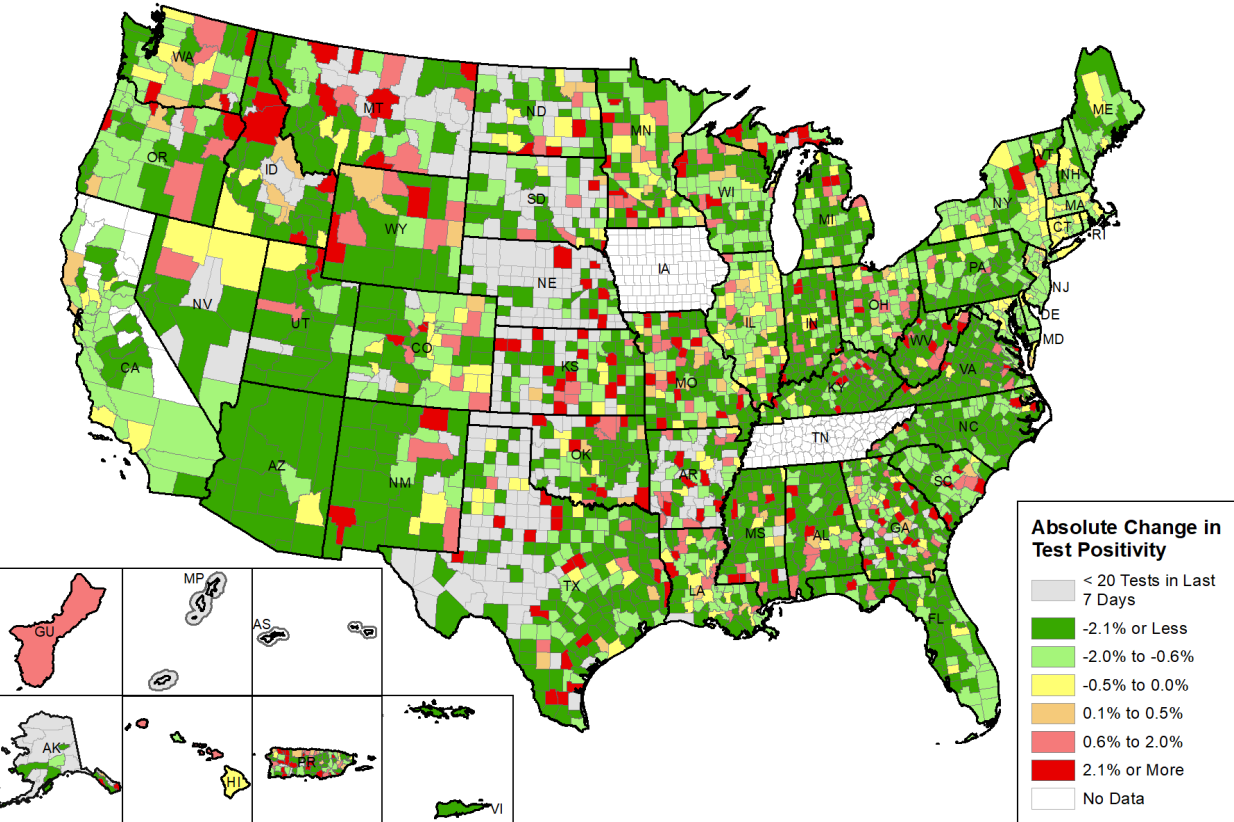 WA
MT
ND
MN
ME
OR
ID
SD
WI
VT
NH
NY
MA
WY
MI
CT
RI
IA
NE
PA
NV
NJ
UT
CO
IL
IN
OH
DE
MD
CA
KS
MO
WV
VA
KY
AZ
NM
OK
AR
TN
NC
SC
MS
AL
GA
TX
LA
FL
GU
MP
AS
AK
HI
PR
VI
Absolute Change in
Test Positivity
< 20 Tests in Last
7 Days
-2.1% or Less
-2.0% to -0.6%
-0.5% to 0.0%
0.1% to 0.5%
0.6% to 2.0%
2.1% or More
No Data